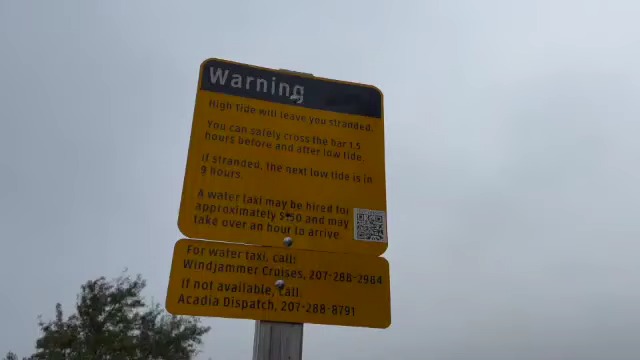 Warning
High Tide will leave you stranded.
You can safely cross the bar 1.5
hours before and after low tide.
If stranded, the next low tide is in
9 hours.
A water taxi may be hired for
approximately $150 and may
take over an hour to arrive.
For water taxi, call:
Windjammer Cruises, 207-288-2984
If not available, call:
Acadia Dispatch, 207-288-8791